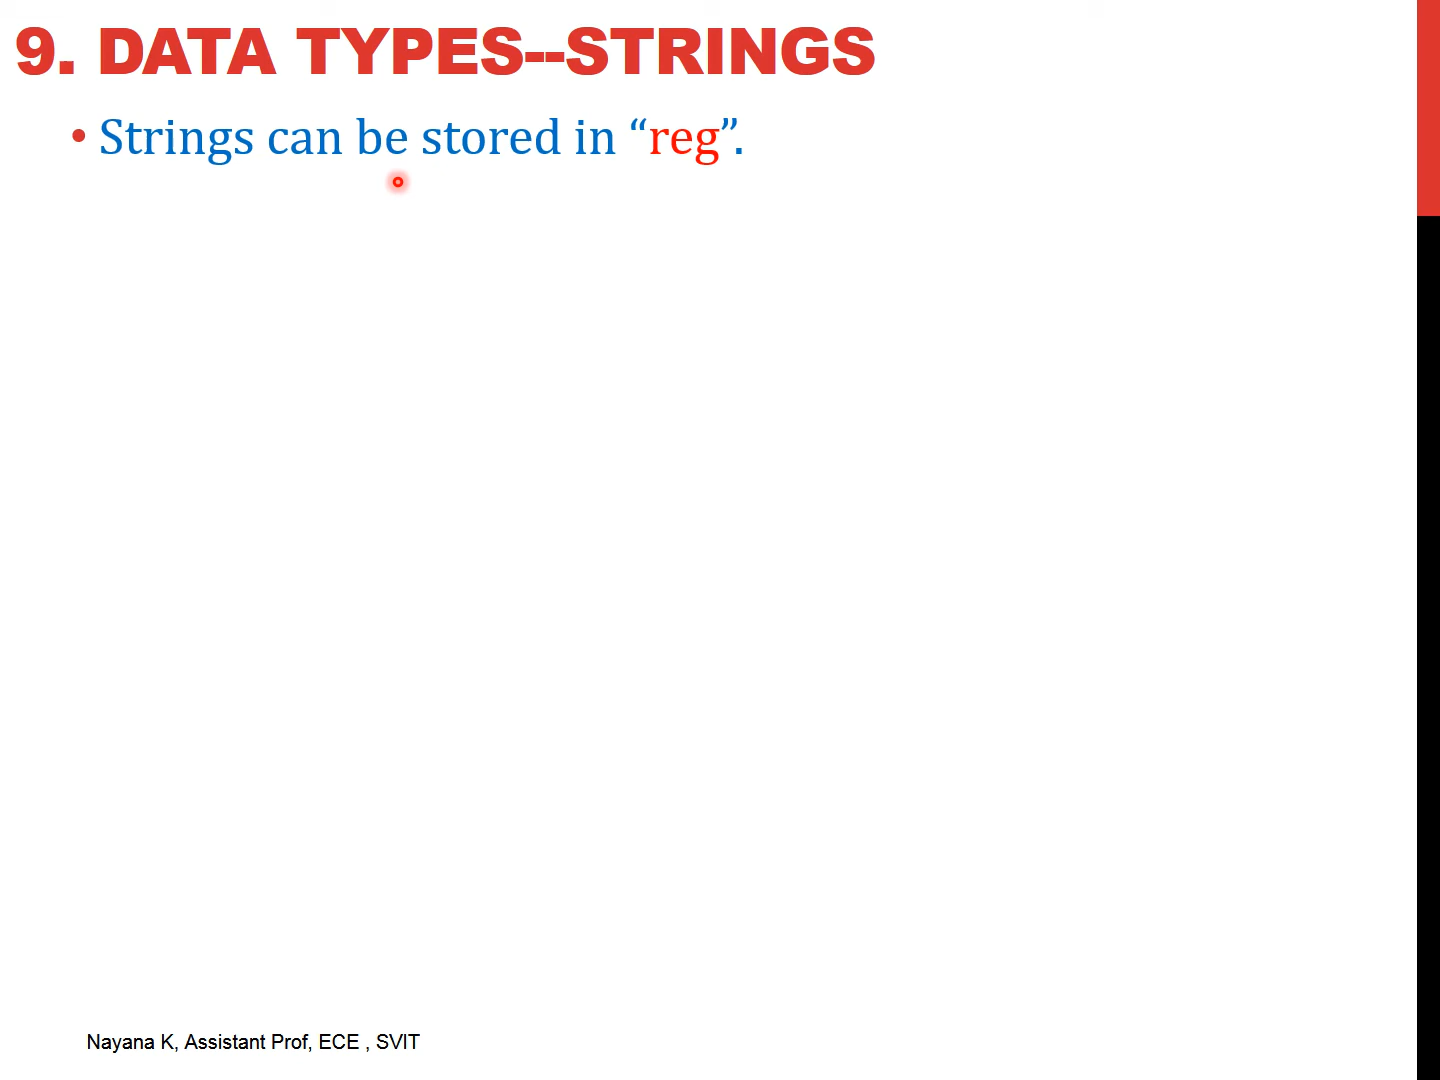 9. DATA TYPES--STRINGS
• Strings can be stored in “reg”.
Nayana K, Assistant Prof, ECE , SVIT